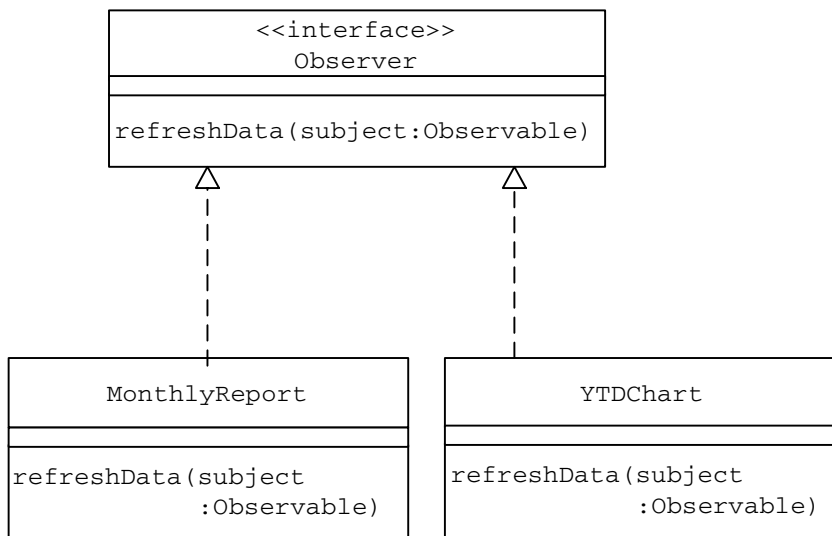 <<interface>>
Observer
refreshData(subject:Observable)
MonthlyReport
refreshData(subject
:Observable)
YTDChart
refreshData(subject
:Observable)